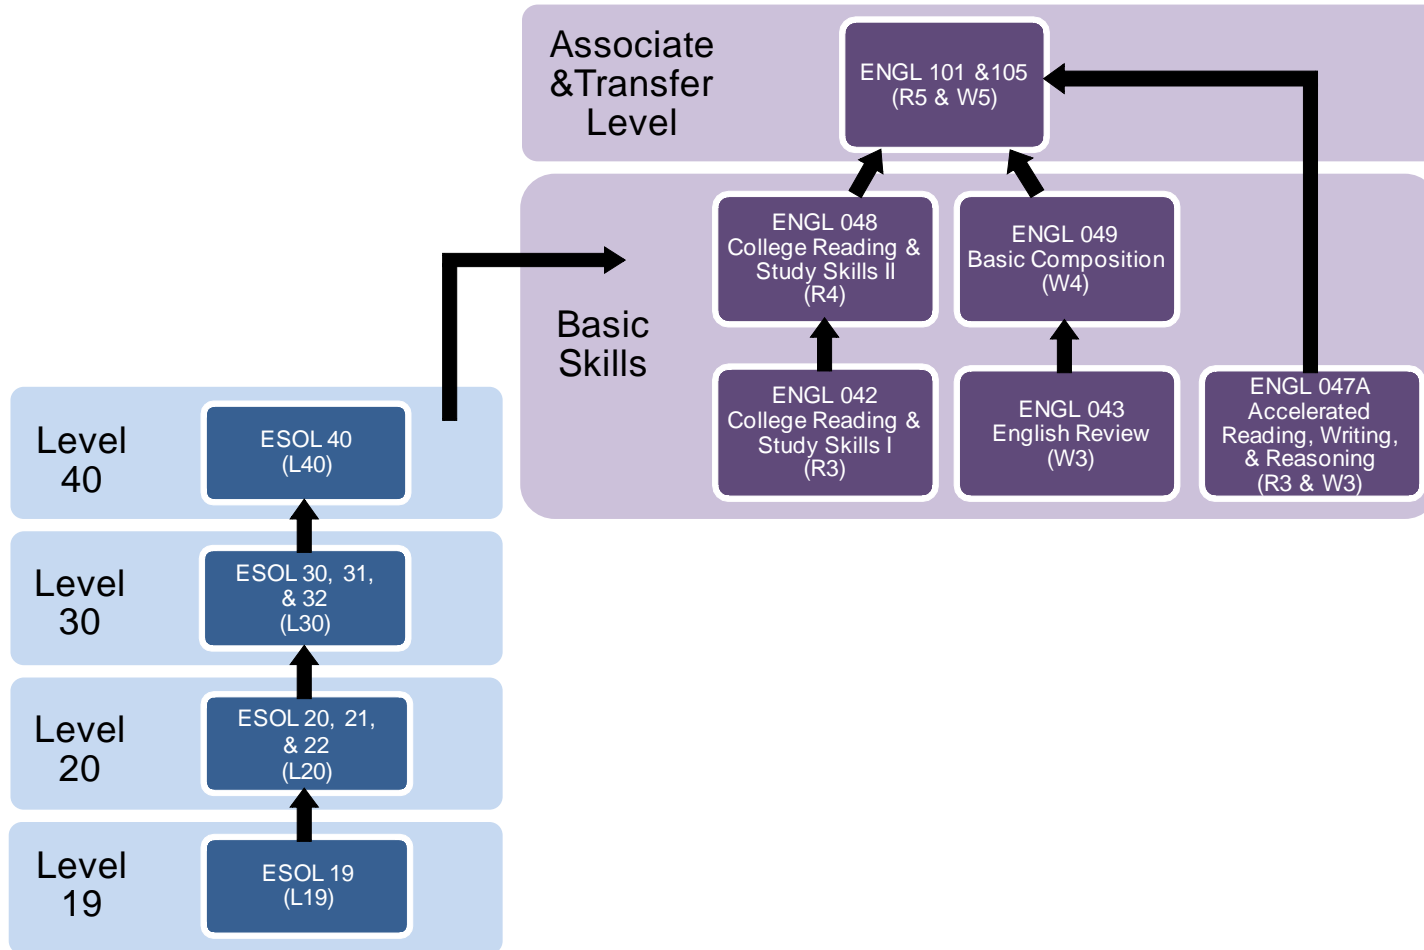 Associate
&Transfer
Level
ENGL 101 &105
(R5 & W5)
Basic
Skills
ENGL 048
College Reading &
Study Skills II
(R4)
ENGL 049
Basic Composition
(W4)
ENGL 042
College Reading &
Study Skills I
(R3)
ENGL 043
English Review
(W3)
ENGL 047A
Accelerated
Reading, Writing,
& Reasoning
(R3 & W3)
Level
40
ESOL 40
(L40)
Level
30
ESOL 30, 31,
& 32
(L30)
Level
20
ESOL 20, 21,
& 22
(L20)
Level
19
ESOL 19
(L19)